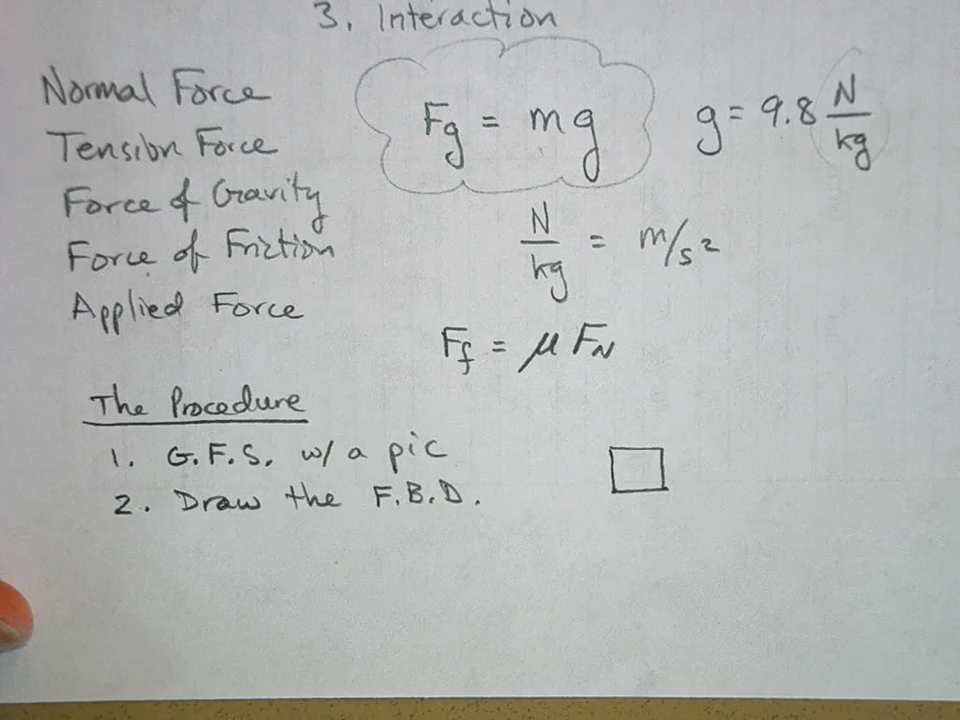 3. Interaction
Normal Force
Tension Force
Force of Gravity
Force of Friction
Applied Force
Fg = mg
g = 9.8 N/kg
N/kg = m/s²
Ff = μ FN
The Procedure
1. G.F.S. w/ a pic
2. Draw the F.B.D.